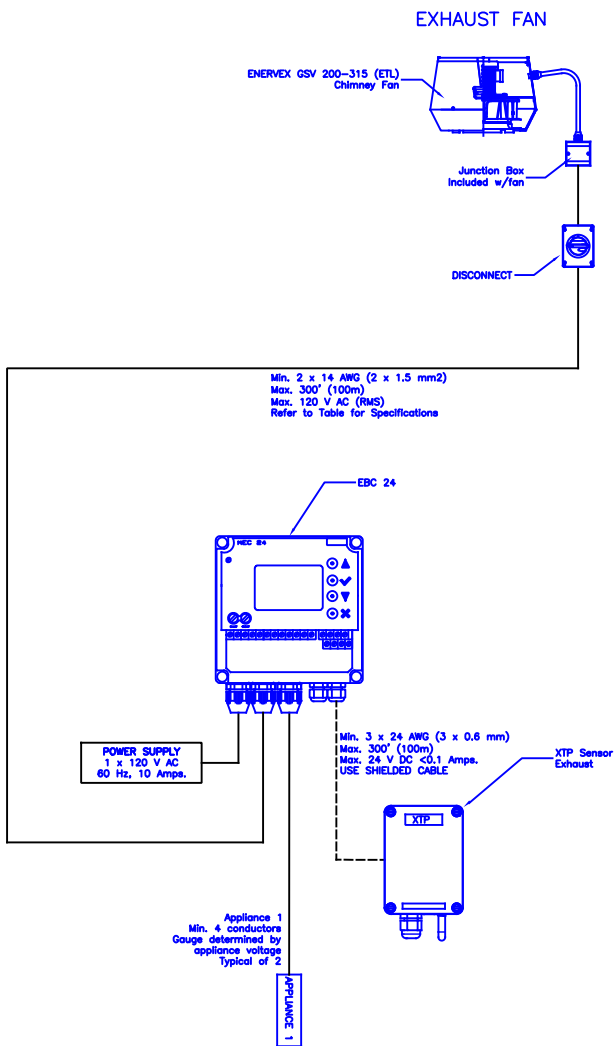 EXHAUST FAN
ENERVEX GSV 200-315 (ETL)
Chimney Fan
Junction Box
Included w/fan
DISCONNECT
Min. 2 x 14 AWG (2 x 1.5 mm2)
Max. 300' (100m)
Max. 120 V AC (RMS)
Refer to Table for Specifications
EBC 24
MEC 24
POWER SUPPLY
1 x 120 V AC
60 Hz, 10 Amps.
Min. 3 x 24 AWG (3 x 0.6 mm)
Max. 300' (100m)
Max. 24 V DC <0.1 Amps.
USE SHIELDED CABLE
XTP Sensor
Exhaust
XTP
Appliance 1
Min. 4 conductors
Gauge determined by
appliance voltage
Typical of 2
APPLIANCE 1